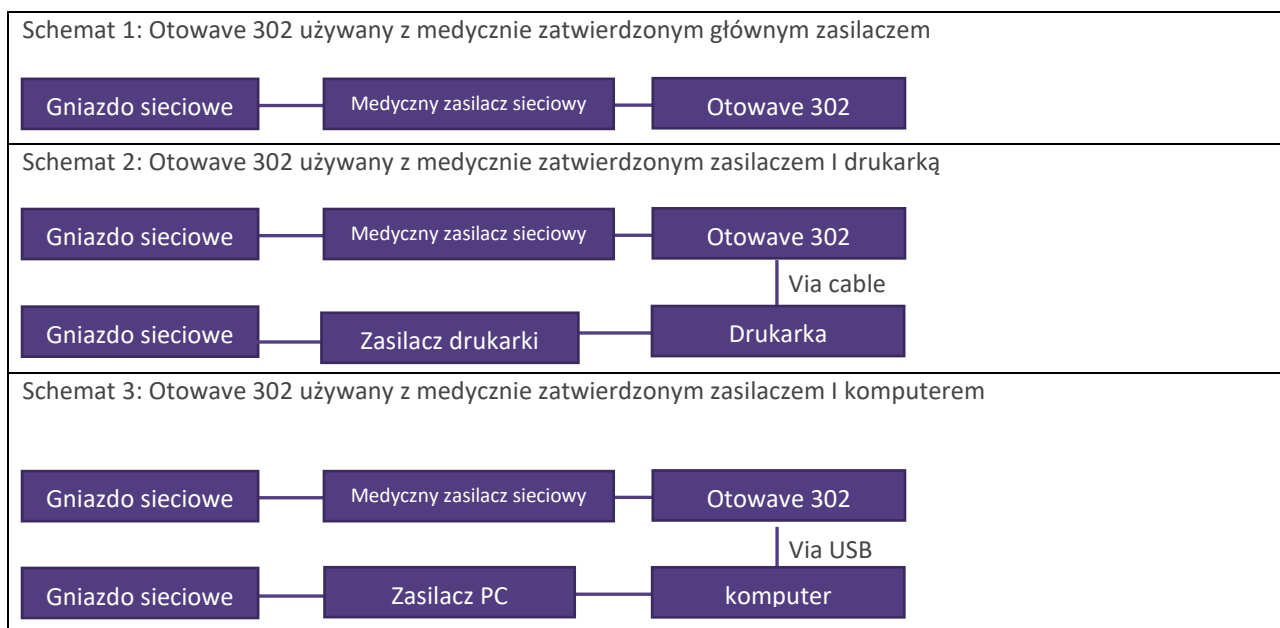 Schemat 1: Otowave 302 używany z medycznie zatwierdzonym głównym zasilaczem
Gniazdo sieciowe Medyczny zasilacz sieciowy Otowave 302
Schemat 2: Otowave 302 używany z medycznie zatwierdzonym zasilaczem I drukarką
Gniazdo sieciowe Medyczny zasilacz sieciowy Otowave 302
Via cable
Gniazdo sieciowe Zasilacz drukarki Drukarka
Schemat 3: Otowave 302 używany z medycznie zatwierdzonym zasilaczem I komputerem
Gniazdo sieciowe Medyczny zasilacz sieciowy Otowave 302
Via USB
Gniazdo sieciowe Zasilacz PC komputer